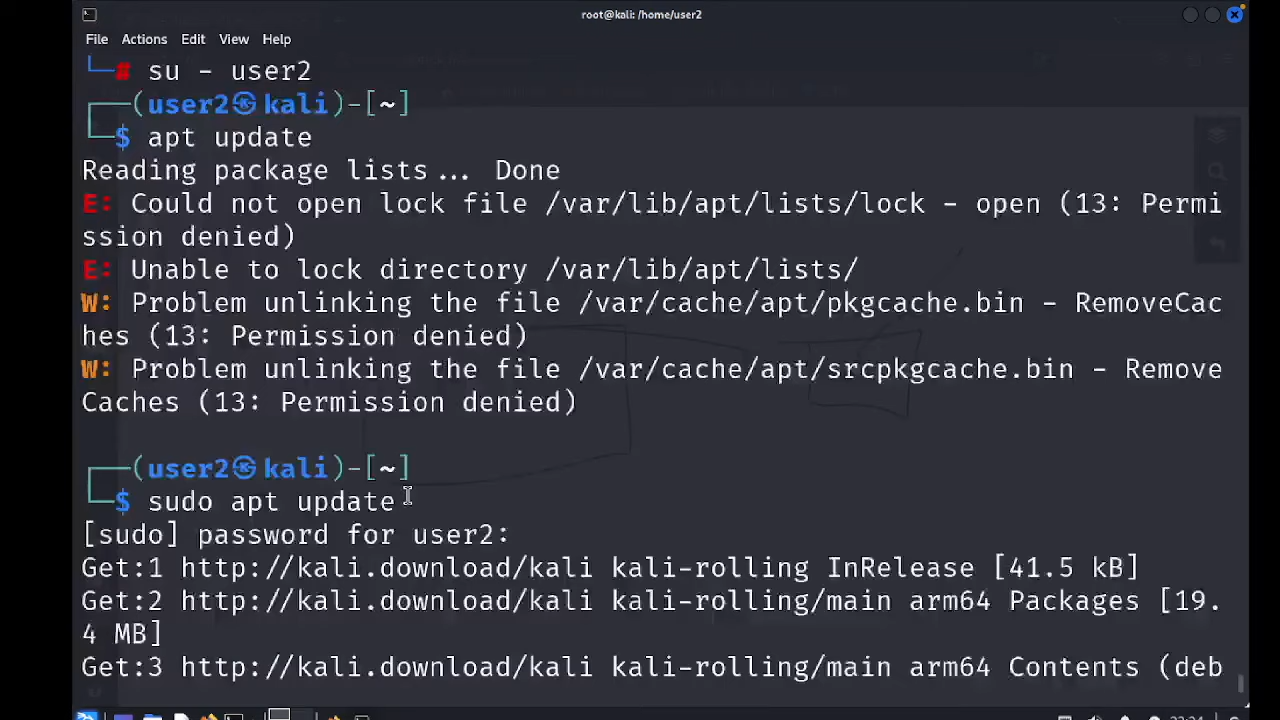 root@kali: /home/user2
File Actions Edit View Help
└─# su - user2
┌──(user2㉿kali)-[~]
└─$ apt update
Reading package lists... Done
E: Could not open lock file /var/lib/apt/lists/lock - open (13: Permi
ssion denied)
E: Unable to lock directory /var/lib/apt/lists/
W: Problem unlinking the file /var/cache/apt/pkgcache.bin - RemoveCac
hes (13: Permission denied)
W: Problem unlinking the file /var/cache/apt/srcpkgcache.bin - Remove
Caches (13: Permission denied)
┌──(user2㉿kali)-[~]
└─$ sudo apt update
[sudo] password for user2:
Get:1 http://kali.download/kali kali-rolling InRelease [41.5 kB]
Get:2 http://kali.download/kali kali-rolling/main arm64 Packages [19.
4 MB]
Get:3 http://kali.download/kali kali-rolling/main arm64 Contents (deb